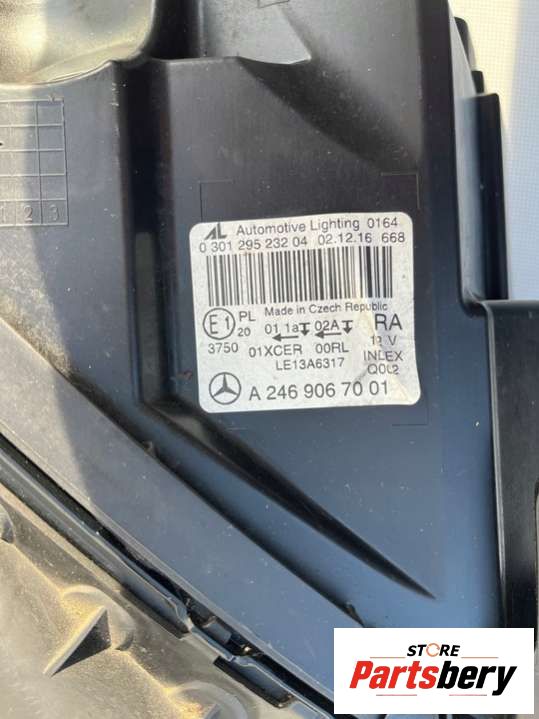 1 2 3
AL Automotive Lighting 0164
0 301 295 232 04 02.12.16 668
Made in Czech Republic
E1 PL 01 1a 02A RA
20
3750 01XCER 00RL 12 V
LE13A6317 INLEX
Q002
A 246 906 70 01
STORE
Partsbery